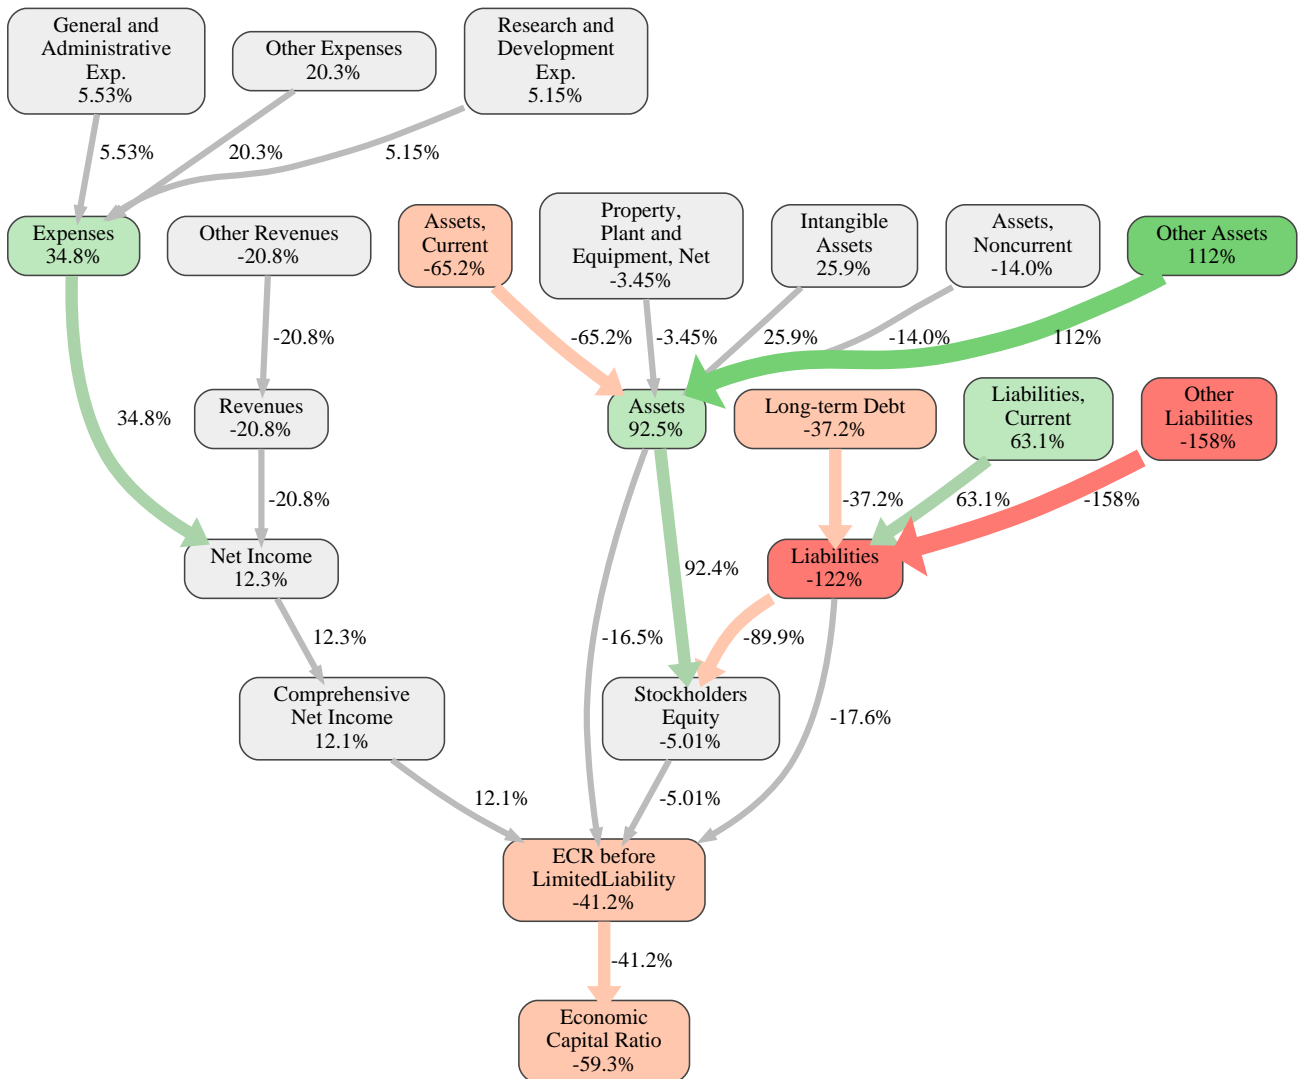 General and
Administrative
Exp.
5.53%
Other Expenses
20.3%
Research and
Development
Exp.
5.15%
5.53%
20.3%
5.15%
Expenses
34.8%
Other Revenues
-20.8%
Assets,
Current
-65.2%
Property,
Plant and
Equipment, Net
-3.45%
Intangible
Assets
25.9%
Assets,
Noncurrent
-14.0%
Other Assets
112%
-20.8%
-65.2%
-3.45%
25.9%
-14.0%
112%
34.8%
Revenues
-20.8%
Assets
92.5%
Long-term Debt
-37.2%
Liabilities,
Current
63.1%
Other
Liabilities
-158%
-20.8%
-37.2%
63.1%
-158%
Net Income
12.3%
92.4%
Liabilities
-122%
12.3%
-16.5%
-89.9%
Comprehensive
Net Income
12.1%
Stockholders
Equity
-5.01%
-17.6%
12.1%
-5.01%
ECR before
LimitedLiability
-41.2%
-41.2%
Economic
Capital Ratio
-59.3%